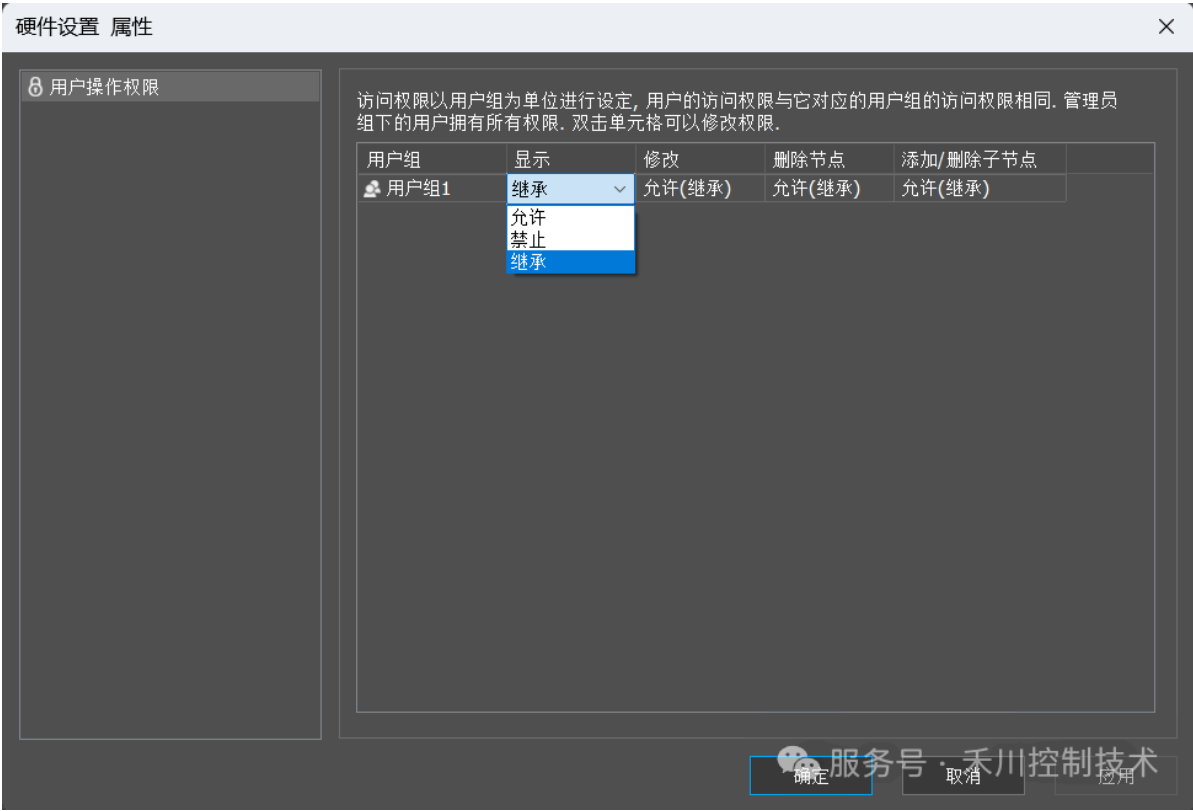 硬件设置 属性
用户操作权限
访问权限以用户组为单位进行设定, 用户的访问权限与它对应的用户组的访问权限相同. 管理员
组下的用户拥有所有权限. 双击单元格可以修改权限.
用户组 显示 修改 删除节点 添加/删除子节点
用户组1 继承 允许(继承) 允许(继承) 允许(继承)
允许
禁止
继承
服务号 · 禾川控制技术
确定 取消 应用